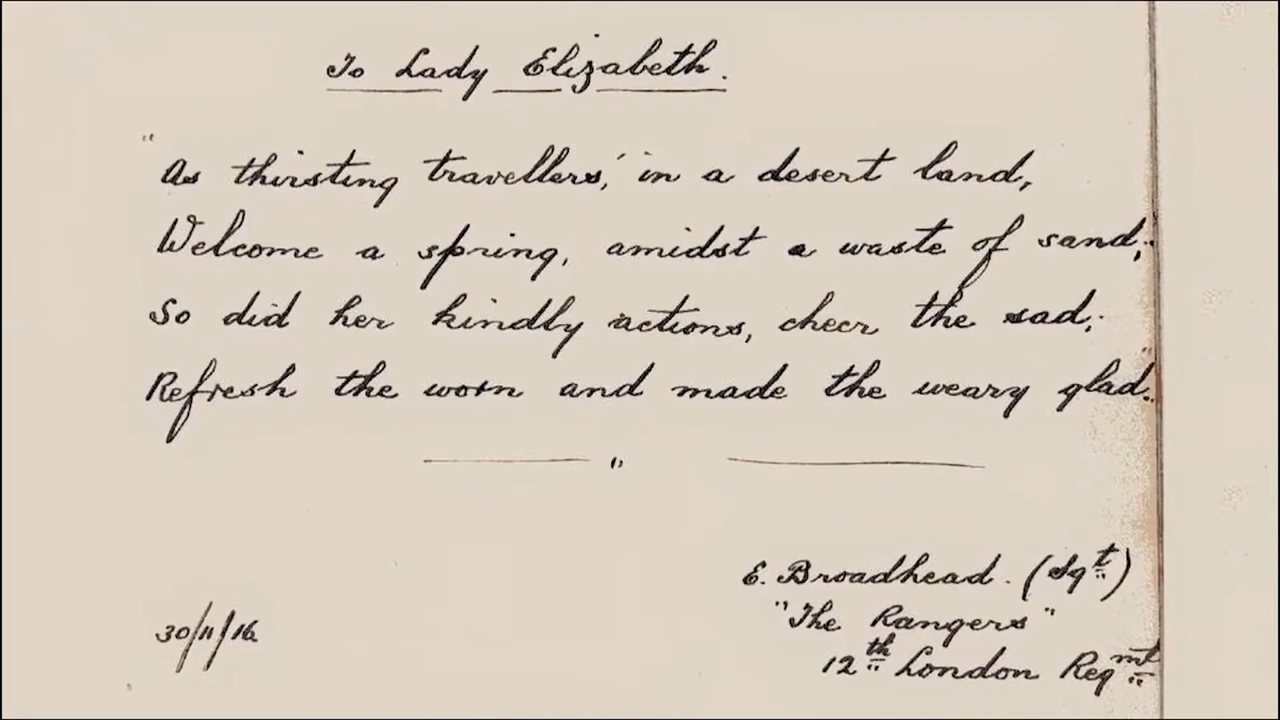 To Lady Elizabeth.
" As thirsting travellers,' in a desert land,
Welcome a spring, amidst a waste of sand;
So did her kindly actions, cheer the sad;
Refresh the worn and made the weary glad."
"
E. Broadhead. (Sgt)
"The Rangers"
30/11/16
12th London Regmt